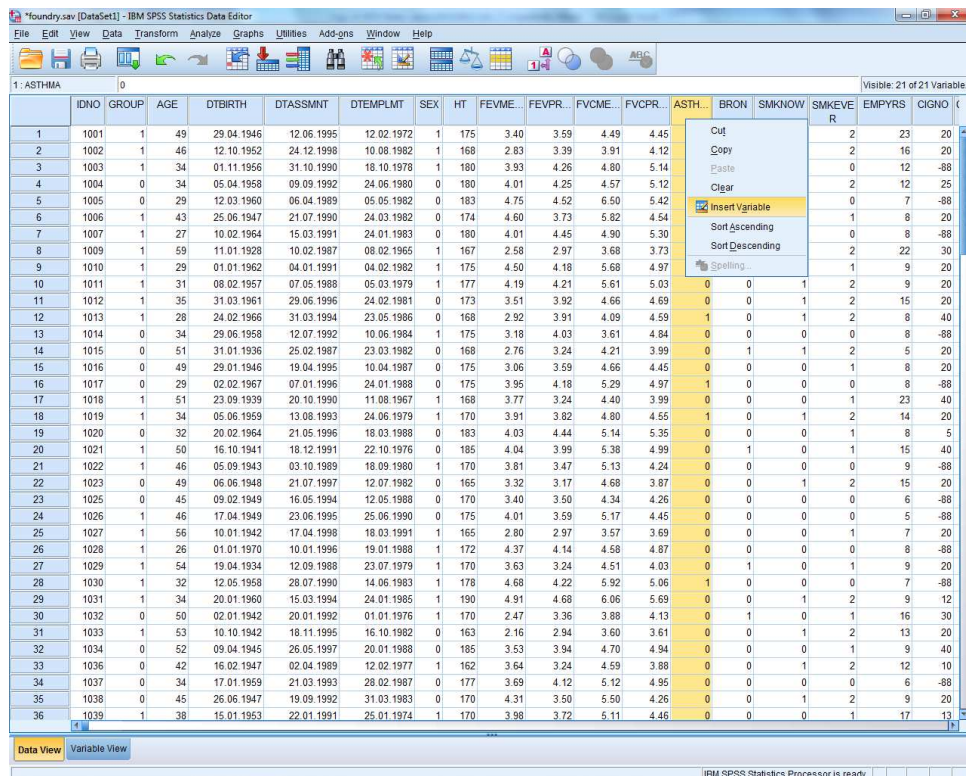 *foundry.sav [DataSet1] - IBM SPSS Statistics Data Editor
File Edit View Data Transform Analyze Graphs Utilities Add-ons Window Help
1 : ASTHMA 0 Visible: 21 of 21 Variable
IDNO GROUP AGE DTBIRTH DTASSMNT DTEMPLMT SEX HT FEVME... FEVPR... FVCME... FVCPR... ASTH... BRON SMKNOW SMKEVE EMPYRS CIGNO
R
1 1001 1 49 29.04.1946 12.06.1995 12.02.1972 1 175 3.40 3.59 4.49 4.45 2 23 20
2 1002 1 46 12.10.1952 24.12.1998 10.08.1982 1 168 2.83 3.39 3.91 4.12 2 16 20
3 1003 1 34 01.11.1956 31.10.1990 18.10.1978 1 180 3.93 4.26 4.80 5.14 0 12 -88
4 1004 0 34 05.04.1958 09.09.1992 24.06.1980 0 180 4.01 4.25 4.57 5.12 2 12 25
5 1005 0 29 12.03.1960 06.04.1989 05.05.1982 0 183 4.75 4.52 6.50 5.42 0 7 -88
6 1006 1 43 25.06.1947 21.07.1990 24.03.1982 0 174 4.60 3.73 5.82 4.54 1 8 20
7 1007 1 27 10.02.1964 15.03.1991 24.01.1983 0 180 4.01 4.45 4.90 5.30 0 8 -88
8 1009 1 59 11.01.1928 10.02.1987 08.02.1965 1 167 2.58 2.97 3.68 3.73 2 22 30
9 1010 1 29 01.01.1962 04.01.1991 04.02.1982 1 175 4.50 4.18 5.68 4.97 1 9 20
Cut
Copy
Paste
Clear
Insert Variable
Sort Ascending
Sort Descending
Spelling...
10 1011 1 31 08.02.1957 07.05.1988 05.03.1979 1 177 4.19 4.21 5.61 5.03 0 0 1 2 9 20
11 1012 1 35 31.03.1961 29.06.1996 24.02.1981 0 173 3.51 3.92 4.66 4.69 0 0 1 2 15 20
12 1013 1 28 24.02.1966 31.03.1994 23.05.1986 0 168 2.92 3.91 4.09 4.59 1 0 1 2 8 40
13 1014 0 34 29.06.1958 12.07.1992 10.06.1984 1 175 3.18 4.03 3.61 4.84 0 0 0 0 8 -88
14 1015 0 51 31.01.1936 25.02.1987 23.03.1982 0 168 2.76 3.24 4.21 3.99 0 1 1 2 5 20
15 1016 0 49 29.01.1946 19.04.1995 10.04.1987 0 175 3.06 3.59 4.66 4.45 0 0 0 1 8 20
16 1017 0 29 02.02.1967 07.01.1996 24.01.1988 0 175 3.95 4.18 5.29 4.97 1 0 0 0 8 -88
17 1018 1 51 23.09.1939 20.10.1990 11.08.1967 1 168 3.77 3.24 4.40 3.99 0 0 0 1 23 40
18 1019 1 34 05.06.1959 13.08.1993 24.06.1979 1 170 3.91 3.82 4.80 4.55 1 0 1 2 14 20
19 1020 0 32 20.02.1964 21.05.1996 18.03.1988 0 183 4.03 4.44 5.14 5.35 0 0 0 1 8 5
20 1021 1 50 16.10.1941 18.12.1991 22.10.1976 0 185 4.04 3.99 5.38 4.99 0 1 0 1 15 40
21 1022 1 46 05.09.1943 03.10.1989 18.09.1980 1 170 3.81 3.47 5.13 4.24 0 0 0 0 9 -88
22 1023 0 49 06.06.1948 21.07.1997 12.07.1982 0 165 3.32 3.17 4.68 3.87 0 0 1 2 15 20
23 1025 0 45 09.02.1949 16.05.1994 12.05.1988 0 170 3.40 3.50 4.34 4.26 0 0 0 0 6 -88
24 1026 1 46 17.04.1949 23.06.1995 25.06.1990 0 175 4.01 3.59 5.17 4.45 0 0 0 0 5 -88
25 1027 1 56 10.01.1942 17.04.1998 18.03.1991 1 165 2.80 2.97 3.57 3.69 0 0 0 1 7 20
26 1028 1 26 01.01.1970 10.01.1996 19.01.1988 1 172 4.37 4.14 4.58 4.87 0 0 0 0 8 -88
27 1029 1 54 19.04.1934 12.09.1988 23.07.1979 1 170 3.63 3.24 4.51 4.03 0 1 0 1 9 20
28 1030 1 32 12.05.1958 28.07.1990 14.06.1983 1 178 4.68 4.22 5.92 5.06 1 0 0 0 7 -88
29 1031 1 34 20.01.1960 15.03.1994 24.01.1985 1 190 4.91 4.68 6.06 5.69 0 0 1 2 9 12
30 1032 0 50 02.01.1942 20.01.1992 01.01.1976 1 170 2.47 3.36 3.88 4.13 0 1 0 1 16 30
31 1033 1 53 10.10.1942 18.11.1995 16.10.1982 0 163 2.16 2.94 3.60 3.61 0 0 1 2 13 20
32 1034 0 52 09.04.1945 26.05.1997 20.01.1988 0 185 3.53 3.94 4.70 4.94 0 0 0 1 9 40
33 1036 0 42 16.02.1947 02.04.1989 12.02.1977 1 162 3.64 3.24 4.59 3.88 0 0 1 2 12 10
34 1037 0 34 17.01.1959 21.03.1993 28.02.1987 0 177 3.69 4.12 5.12 4.95 0 0 0 0 6 -88
35 1038 0 45 26.06.1947 19.09.1992 31.03.1983 0 170 4.31 3.50 5.50 4.26 0 0 1 2 9 20
36 1039 1 38 15.01.1953 22.01.1991 25.01.1974 1 170 3.98 3.72 5.11 4.46 0 0 0 1 17 13
Data View Variable View
IBM SPSS Statistics Processor is ready